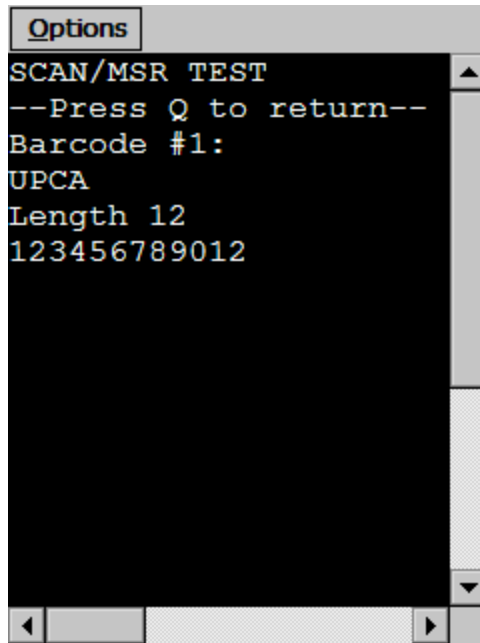 Options
SCAN/MSR TEST
--Press Q to return--
Barcode #1:
UPCA
Length 12
123456789012